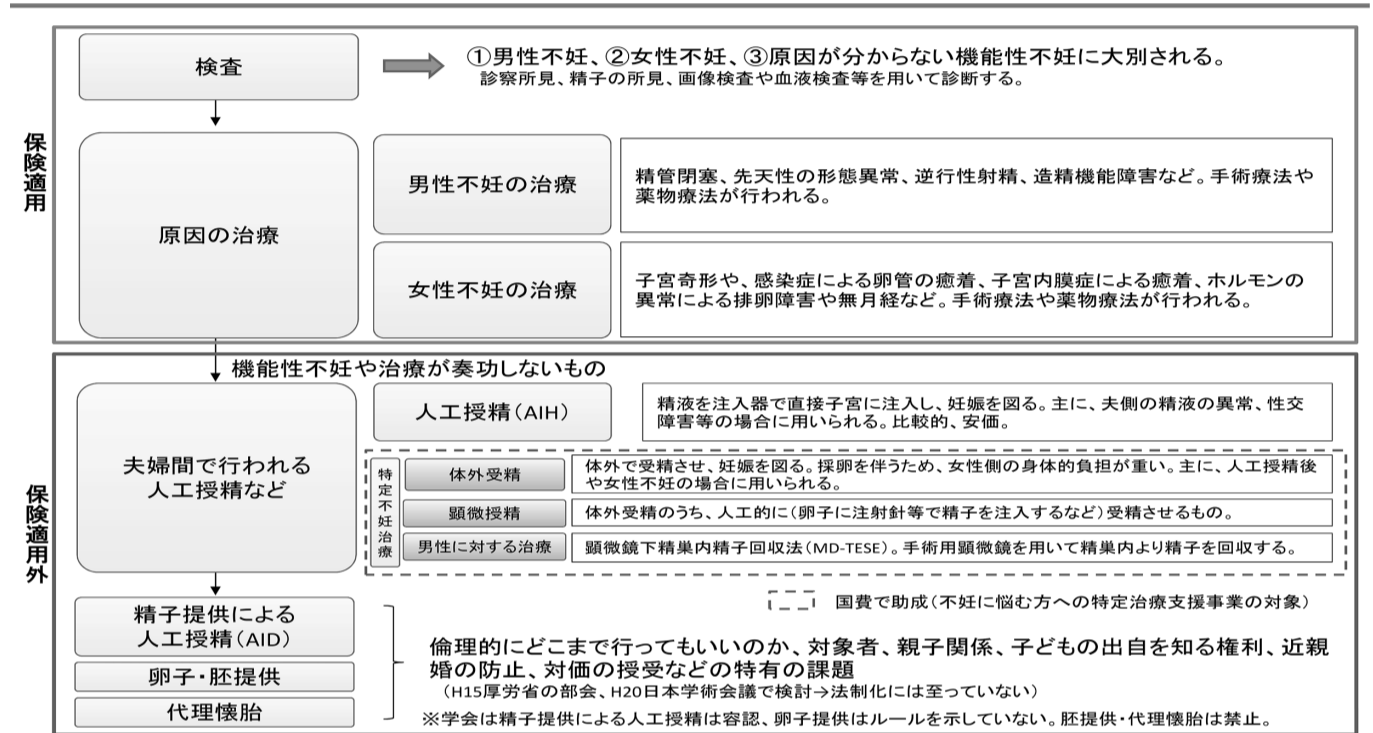 保険適用
検査
①男性不妊、②女性不妊、③原因が分からない機能性不妊に大別される。
診察所見、精子の所見、画像検査や血液検査等を用いて診断する。
原因の治療
男性不妊の治療
精管閉塞、先天性の形態異常、逆行性射精、造精機能障害など。手術療法や
薬物療法が行われる。
女性不妊の治療
子宮奇形や、感染症による卵管の癒着、子宮内膜症による癒着、ホルモンの
異常による排卵障害や無月経など。手術療法や薬物療法が行われる。
保険適用外
機能性不妊や治療が奏功しないもの
夫婦間で行われる
人工授精など
人工授精(AIH)
精液を注入器で直接子宮に注入し、妊娠を図る。主に、夫側の精液の異常、性交
障害等の場合に用いられる。比較的、安価。
特定不妊治療
体外受精
体外で受精させ、妊娠を図る。採卵を伴うため、女性側の身体的負担が重い。主に、人工授精後
や女性不妊の場合に用いられる。
顕微授精
体外受精のうち、人工的に(卵子に注射針等で精子を注入するなど)受精させるもの。
男性に対する治療
顕微鏡下精巣内精子回収法(MD-TESE)。手術用顕微鏡を用いて精巣内より精子を回収する。
国費で助成(不妊に悩む方への特定治療支援事業の対象)
精子提供による
人工授精(AID)
卵子・胚提供
代理懐胎
倫理的にどこまで行ってもいいのか、対象者、親子関係、子どもの出自を知る権利、近親
婚の防止、対価の授受などの特有の課題
(H15厚労省の部会、H20日本学術会議で検討→法制化には至っていない)
※学会は精子提供による人工授精は容認、卵子提供はルールを示していない。胚提供・代理懐胎は禁止。